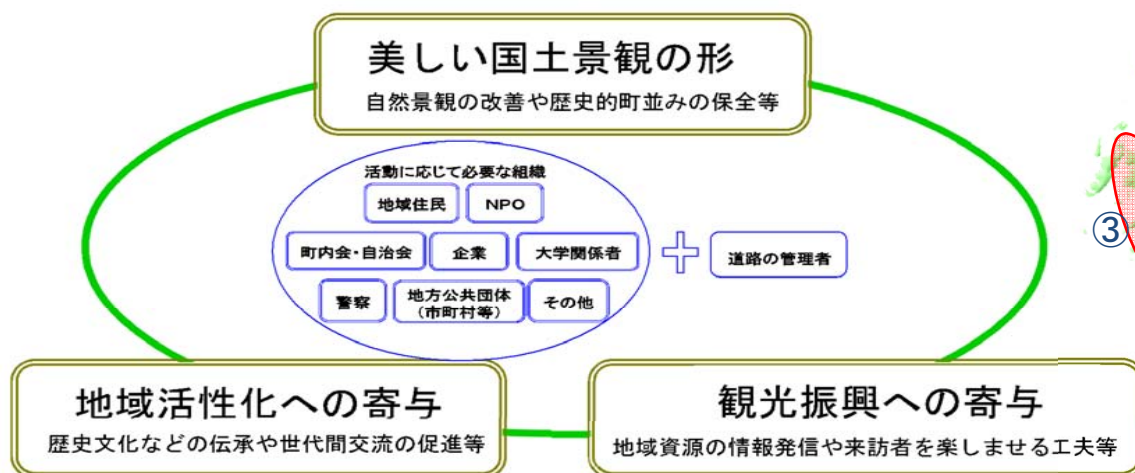 美しい国土景観の形
自然景観の改善や歴史的町並みの保全等
活動に応じて必要な組織
地域住民
NPO
町内会・自治会
企業
大学関係者
警察
地方公共団体
(市町村等)
その他
道路の管理者
③
地域活性化への寄与
歴史文化などの伝承や世代間交流の促進等
観光振興への寄与
地域資源の情報発信や来訪者を楽しませる工夫等